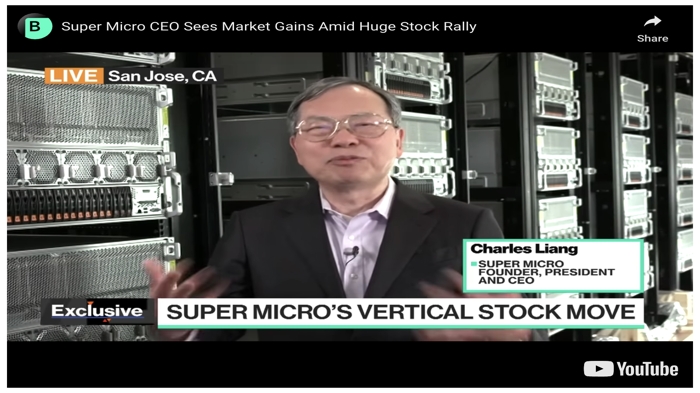 B
Super Micro CEO Sees Market Gains Amid Huge Stock Rally
Share
LIVE San Jose, CA
Charles Liang
SUPER MICRO
FOUNDER, PRESIDENT
AND CEO
Exclusive
SUPER MICRO'S VERTICAL STOCK MOVE
YouTube